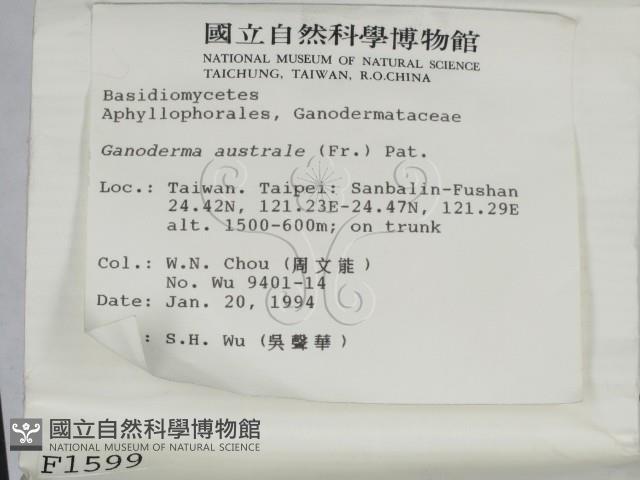 國立自然科學博物館
NATIONAL MUSEUM OF NATURAL SCIENCE
TAICHUNG, TAIWAN, R.O.CHINA
Basidiomycetes
Aphyllophorales, Ganodermataceae
Ganoderma australe (Fr.) Pat.
Loc.: Taiwan. Taipei: Sanbalin-Fushan
24.42N, 121.23E-24.47N, 121.29E
alt. 1500-600m; on trunk
Col.: W.N. Chou (周文能)
No. Wu 9401-14
Date: Jan. 20, 1994
: S.H. Wu (吳聲華)
國立自然科學博物館
NATIONAL MUSEUM OF NATURAL SCIENCE
F1599